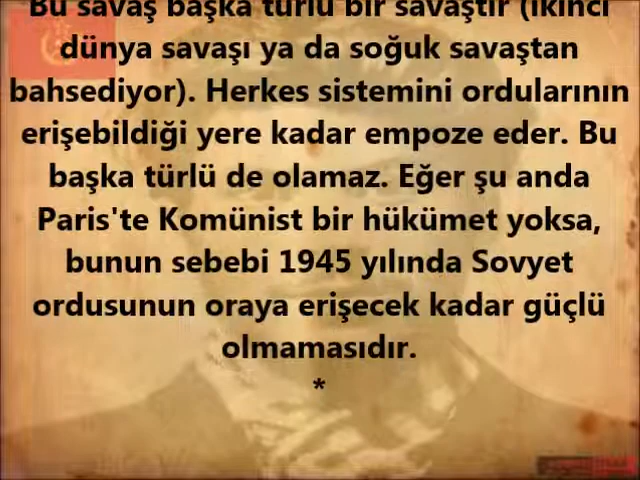 Bu savaş başka türlü bir savaştır (ikinci
dünya savaşı ya da soğuk savaştan
bahsediyor). Herkes sistemini ordularının
erişebildiği yere kadar empoze eder. Bu
başka türlü de olamaz. Eğer şu anda
Paris'te Komünist bir hükümet yoksa,
bunun sebebi 1945 yılında Sovyet
ordusunun oraya erişecek kadar güçlü
olmamasıdır.
*